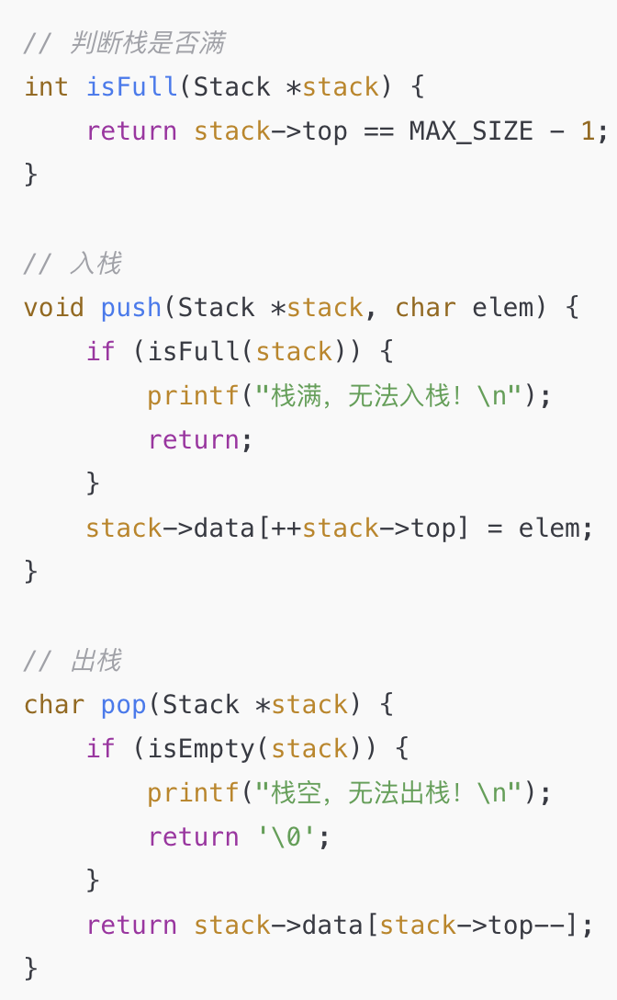 // 判断栈是否满
int isFull(Stack *stack) {
    return stack->top == MAX_SIZE - 1;
}

// 入栈
void push(Stack *stack, char elem) {
    if (isFull(stack)) {
        printf("栈满，无法入栈！\n");
        return;
    }
    stack->data[++stack->top] = elem;
}

// 出栈
char pop(Stack *stack) {
    if (isEmpty(stack)) {
        printf("栈空，无法出栈！\n");
        return '\0';
    }
    return stack->data[stack->top--];
}